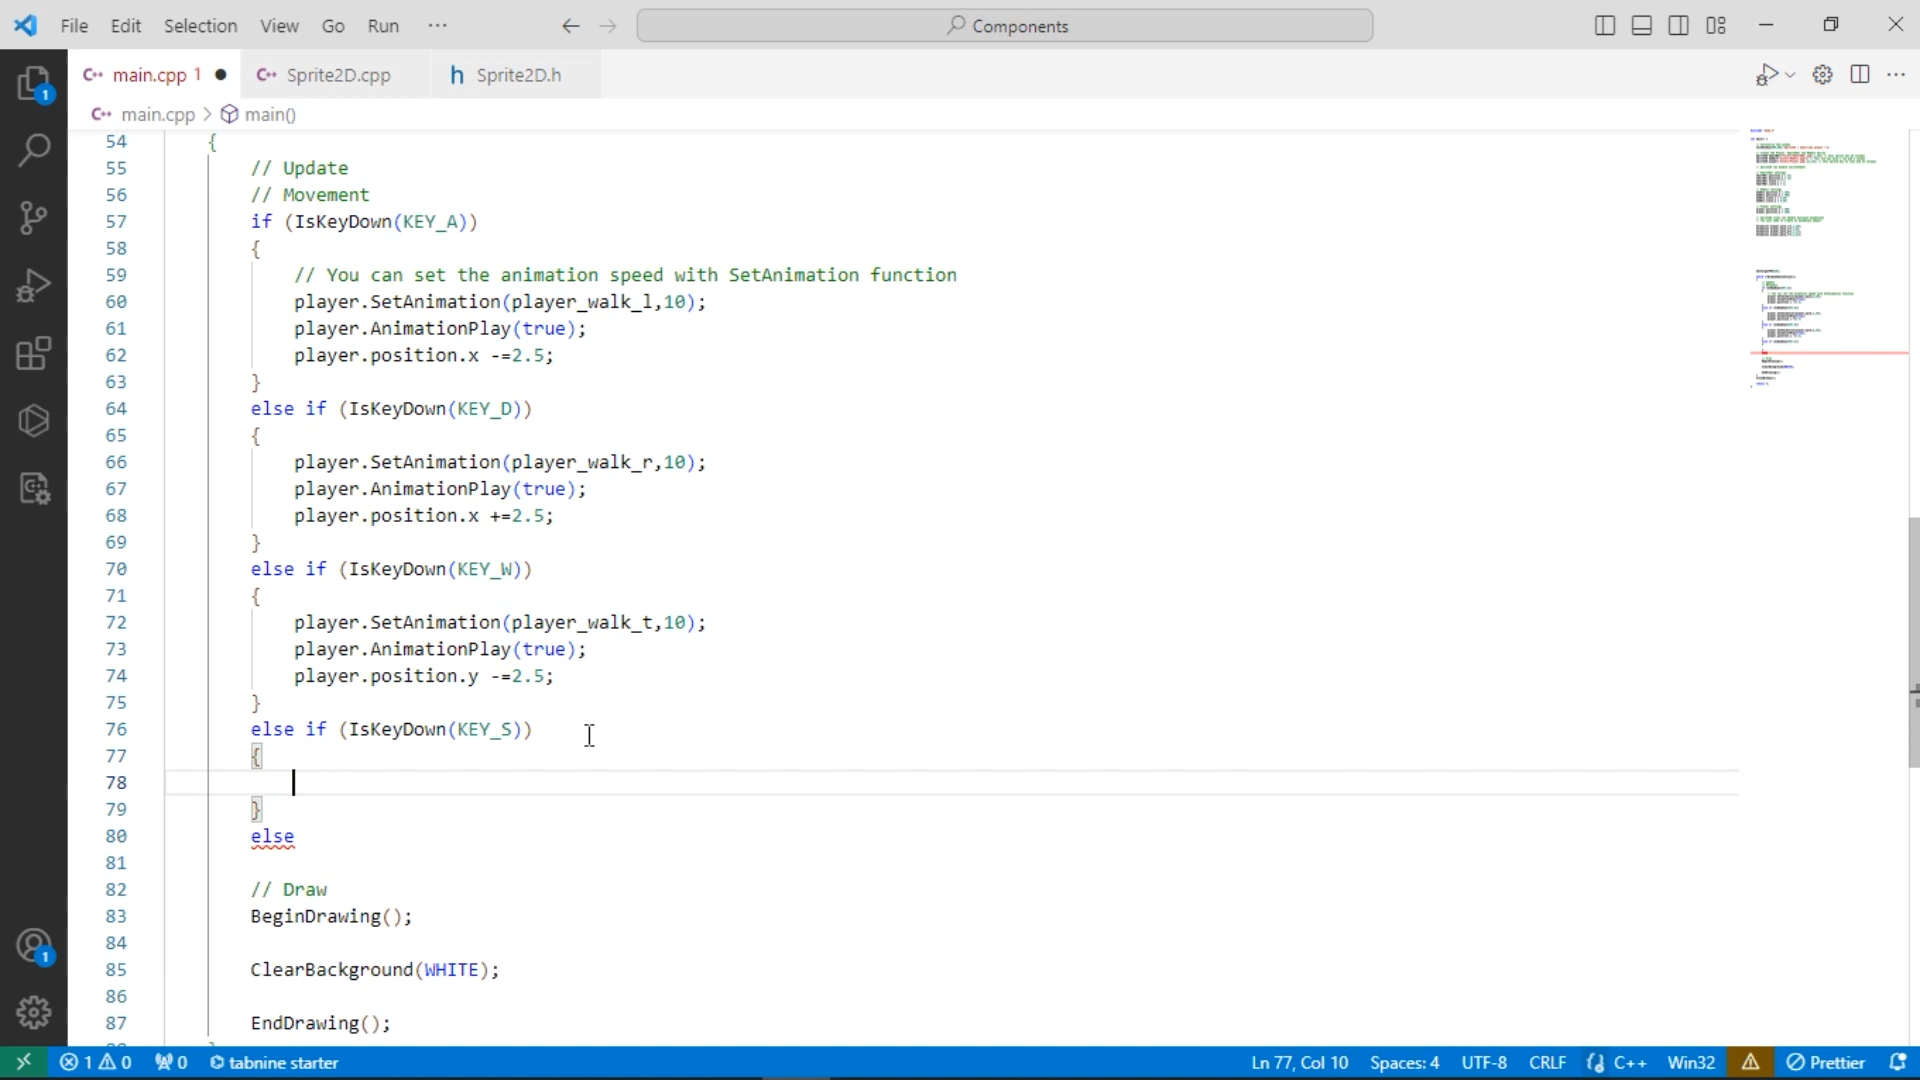 File Edit Selection View Go Run ··· Components
main.cpp 1 Sprite2D.cpp h Sprite2D.h
main.cpp > main()
54 {
55 // Update
56 // Movement
57 if (IsKeyDown(KEY_A))
58 {
59 // You can set the animation speed with SetAnimation function
60 player.SetAnimation(player_walk_l,10);
61 player.AnimationPlay(true);
62 player.position.x -=2.5;
63 }
64 else if (IsKeyDown(KEY_D))
65 {
66 player.SetAnimation(player_walk_r,10);
67 player.AnimationPlay(true);
68 player.position.x +=2.5;
69 }
70 else if (IsKeyDown(KEY_W))
71 {
72 player.SetAnimation(player_walk_t,10);
73 player.AnimationPlay(true);
74 player.position.y -=2.5;
75 }
76 else if (IsKeyDown(KEY_S))
77 {
78
79 }
80 else
81
82 // Draw
83 BeginDrawing();
84
85 ClearBackground(WHITE);
86
87 EndDrawing();
1 0 0 tabnine starter Ln 77, Col 10 Spaces: 4 UTF-8 CRLF C++ Win32 Prettier